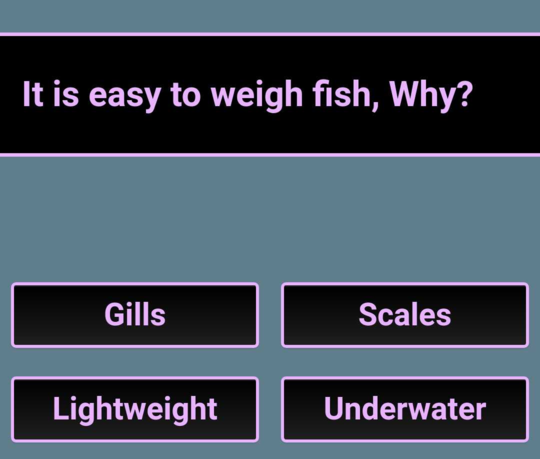 It is easy to weigh fish, Why?
Gills
Scales
Lightweight
Underwater